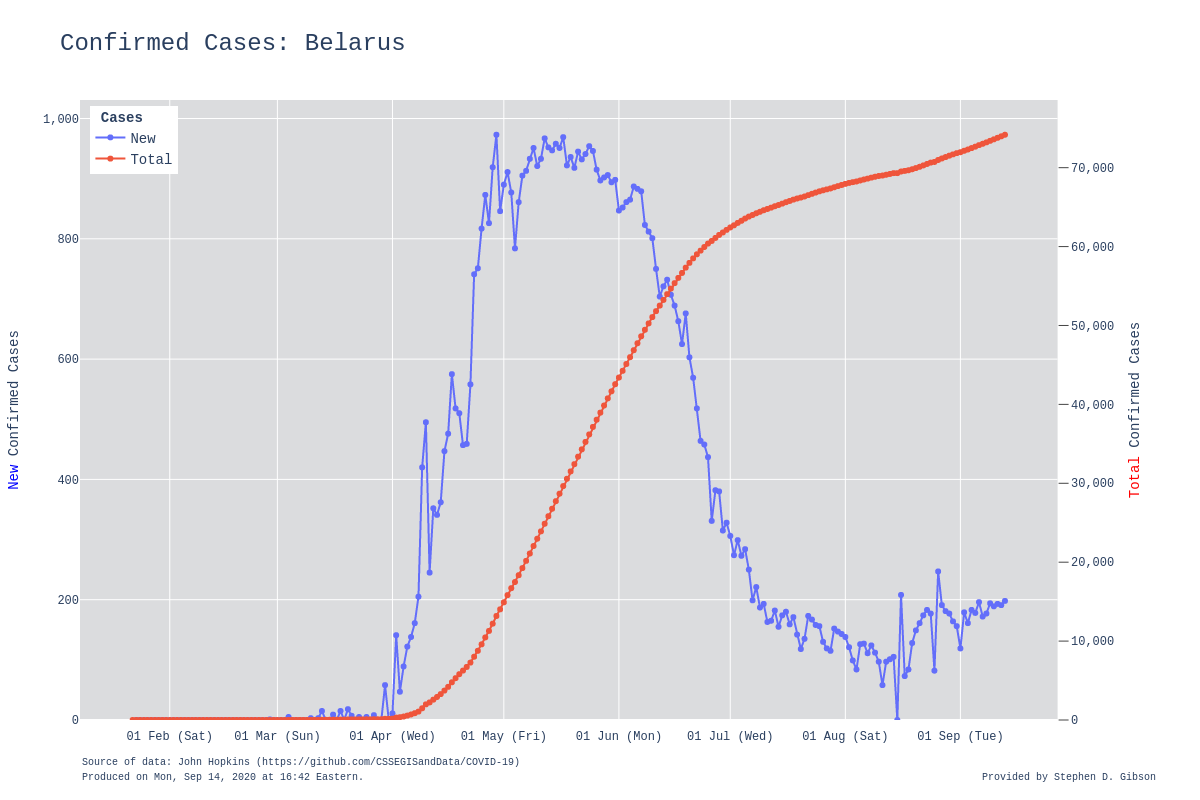 Confirmed Cases: Belarus
Cases
New
Total
1,000
800
600
400
200
0
New Confirmed Cases
70,000
60,000
50,000
40,000
30,000
20,000
10,000
0
Total Confirmed Cases
01 Feb (Sat) 01 Mar (Sun) 01 Apr (Wed) 01 May (Fri) 01 Jun (Mon) 01 Jul (Wed) 01 Aug (Sat) 01 Sep (Tue)
Source of data: John Hopkins (https://github.com/CSSEGISandData/COVID-19)
Produced on Mon, Sep 14, 2020 at 16:42 Eastern.
Provided by Stephen D. Gibson